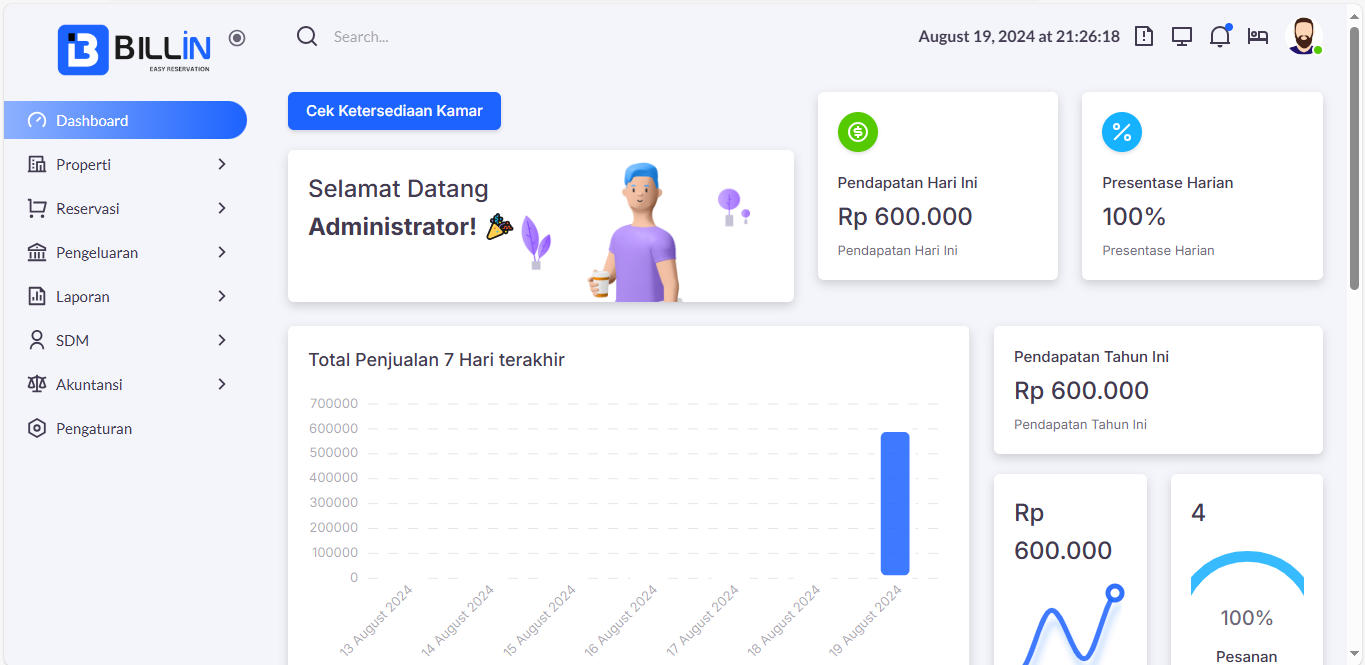 BILLiN
EASY RESERVATION
Search...
August 19, 2024 at 21:26:18
Dashboard
Properti
Reservasi
Pengeluaran
Laporan
SDM
Akuntansi
Pengaturan
Cek Ketersediaan Kamar
Selamat Datang
Administrator! 🎉
Pendapatan Hari Ini
Rp 600.000
Pendapatan Hari Ini
Presentase Harian
100%
Presentase Harian
Total Penjualan 7 Hari terakhir
700000
600000
500000
400000
300000
200000
100000
0
13 August 2024
14 August 2024
15 August 2024
16 August 2024
17 August 2024
18 August 2024
19 August 2024
Pendapatan Tahun Ini
Rp 600.000
Pendapatan Tahun Ini
Rp
600.000
4
100%
Pesanan